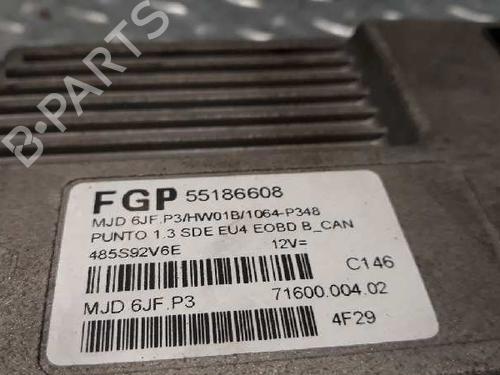 B-PARTS
FGP 55186608
MJD 6JF.P3/HW01B/1064-P348
PUNTO 1.3 SDE EU4 EOBD B_CAN
485S92V6E 12V=
C146
MJD 6JF.P3 71600.004.02
4F29